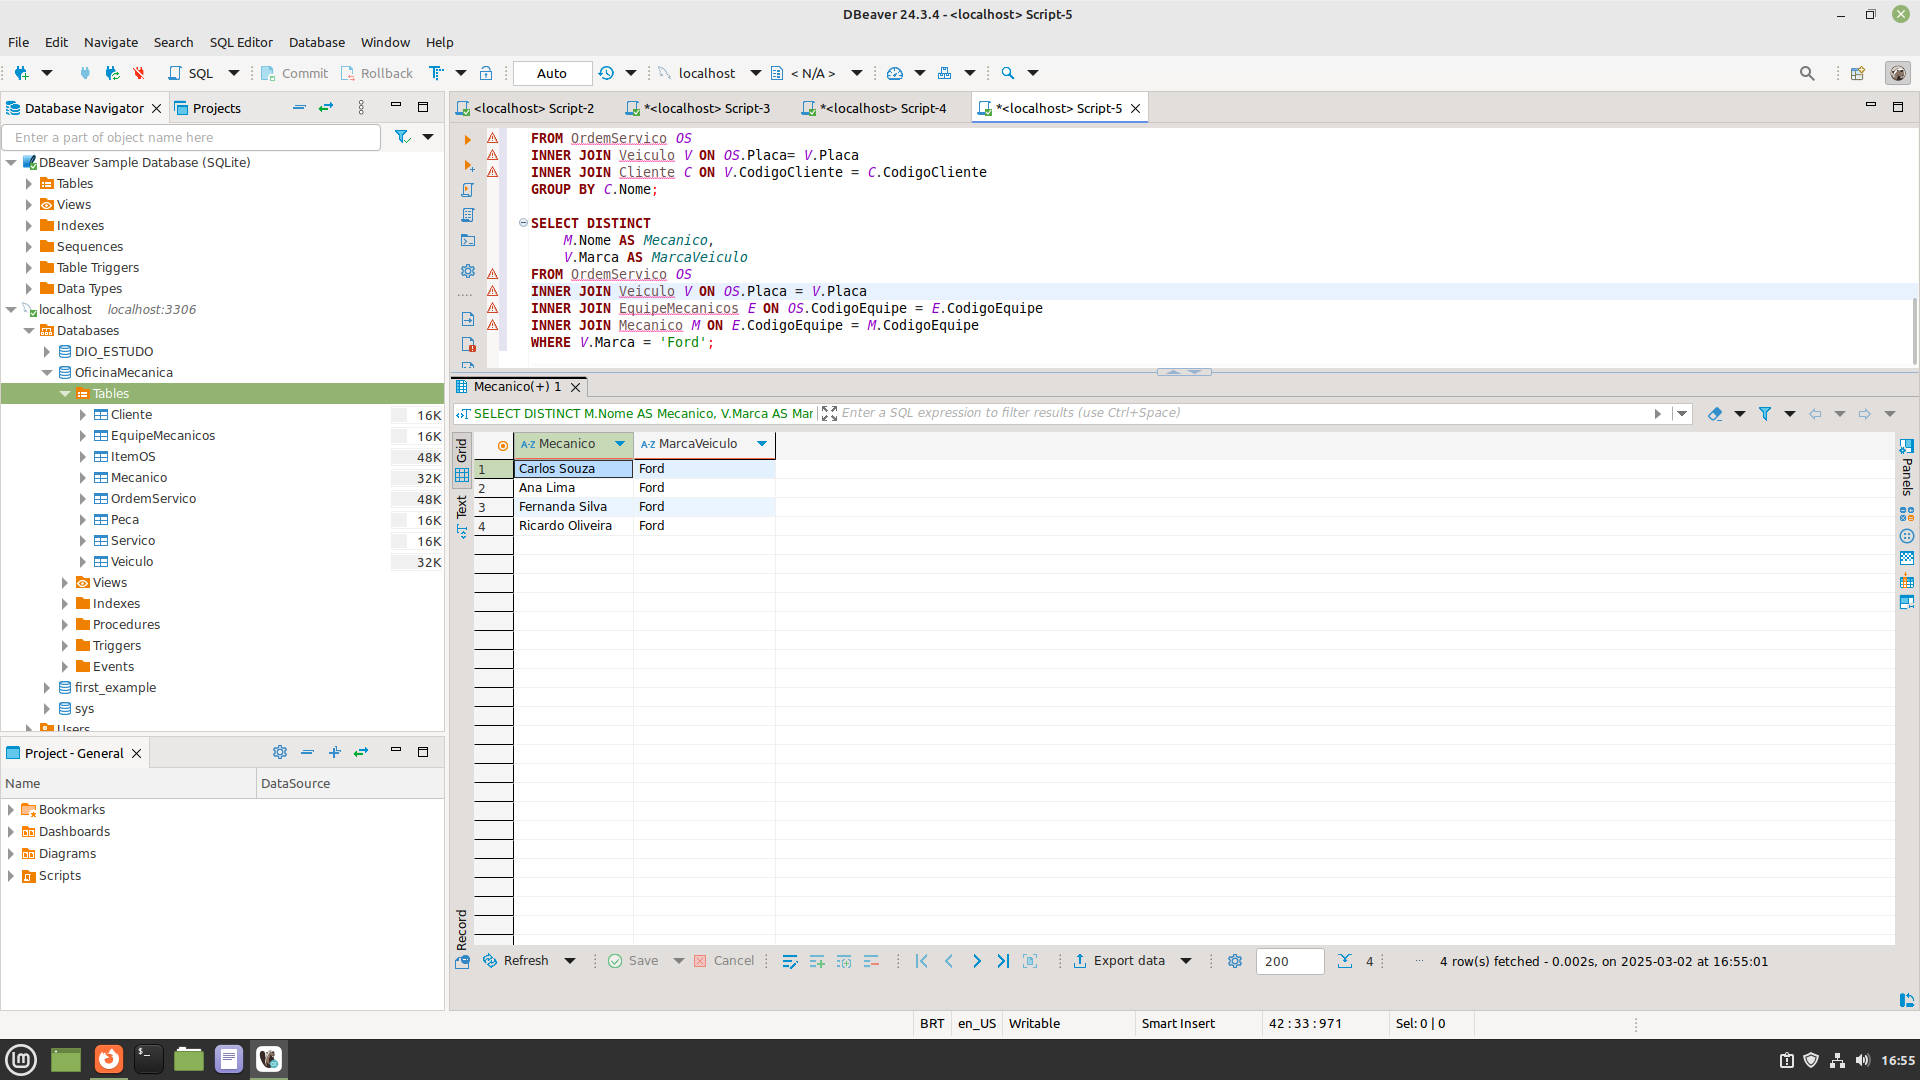 DBeaver 24.3.4 - <localhost> Script-5
File Edit Navigate Search SQL Editor Database Window Help
SQL Commit Rollback Auto localhost < N/A >
Database Navigator Projects
Enter a part of object name here
DBeaver Sample Database (SQLite)
Tables
Views
Indexes
Sequences
Table Triggers
Data Types
localhost localhost:3306
Databases
DIO_ESTUDO
OficinaMecanica
Tables
Cliente 16K
EquipeMecanicos 16K
ItemOS 48K
Mecanico 32K
OrdemServico 48K
Peca 16K
Servico 16K
Veiculo 32K
Views
Indexes
Procedures
Triggers
Events
first_example
sys
Users
Project - General
Name DataSource
Bookmarks
Dashboards
Diagrams
Scripts
<localhost> Script-2 *<localhost> Script-3 *<localhost> Script-4 *<localhost> Script-5
FROM OrdemServico OS
INNER JOIN Veiculo V ON OS.Placa= V.Placa
INNER JOIN Cliente C ON V.CodigoCliente = C.CodigoCliente
GROUP BY C.Nome;
SELECT DISTINCT
M.Nome AS Mecanico,
V.Marca AS MarcaVeiculo
FROM OrdemServico OS
INNER JOIN Veiculo V ON OS.Placa = V.Placa
INNER JOIN EquipeMecanicos E ON OS.CodigoEquipe = E.CodigoEquipe
INNER JOIN Mecanico M ON E.CodigoEquipe = M.CodigoEquipe
WHERE V.Marca = 'Ford';
Mecanico(+) 1
SELECT DISTINCT M.Nome AS Mecanico, V.Marca AS Mar Enter a SQL expression to filter results (use Ctrl+Space)
Grid
Text
Record
A-Z Mecanico A-Z MarcaVeiculo
1 Carlos Souza Ford
2 Ana Lima Ford
3 Fernanda Silva Ford
4 Ricardo Oliveira Ford
Panels
Refresh Save Cancel Export data 200 4 4 row(s) fetched - 0.002s, on 2025-03-02 at 16:55:01
BRT en_US Writable Smart Insert 42 : 33 : 971 Sel: 0 | 0
16:55